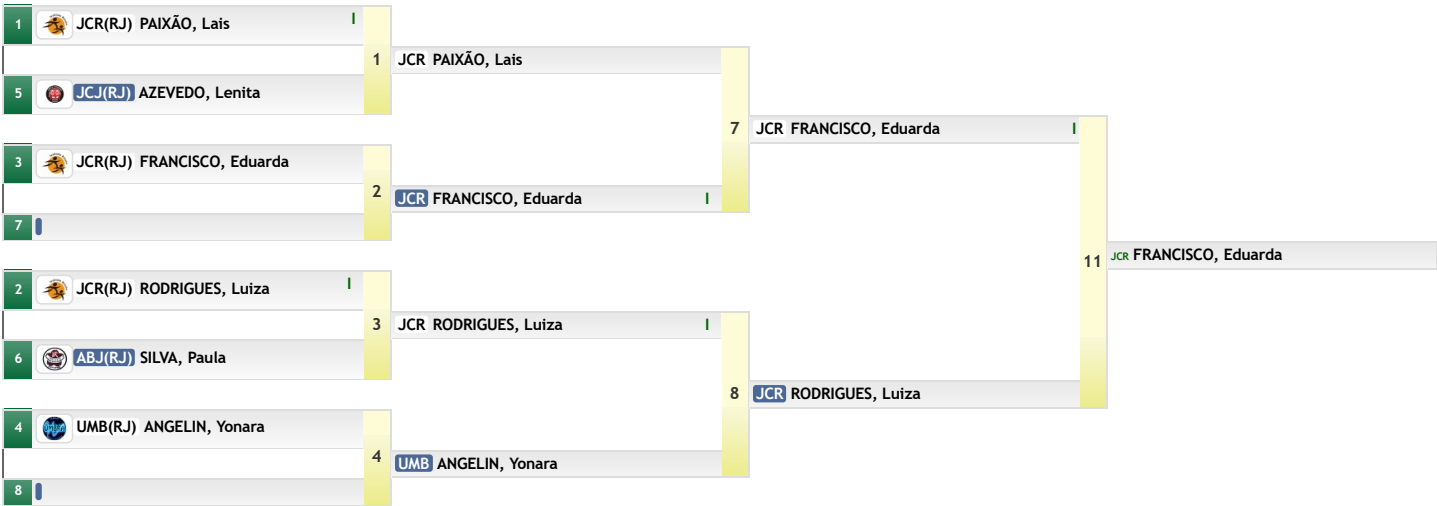 1 JCR(RJ) PAIXÃO, Lais I
1 JCR PAIXÃO, Lais
5 JCJ(RJ) AZEVEDO, Lenita
7 JCR FRANCISCO, Eduarda I
3 JCR(RJ) FRANCISCO, Eduarda
2 JCR FRANCISCO, Eduarda I
7
11 JCR FRANCISCO, Eduarda
2 JCR(RJ) RODRIGUES, Luiza I
3 JCR RODRIGUES, Luiza I
6 ABJ(RJ) SILVA, Paula
8 JCR RODRIGUES, Luiza
4 UMB(RJ) ANGELIN, Yonara
4 UMB ANGELIN, Yonara
8